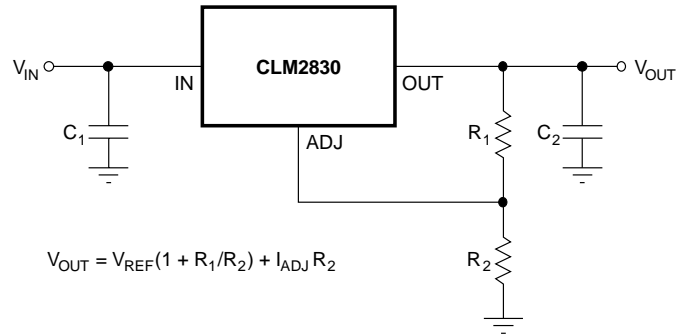 V_IN
IN
CLM2830
OUT
V_OUT
ADJ
C_1
R_1
C_2
R_2
V_OUT = V_REF(1 + R_1/R_2) + I_ADJ R_2